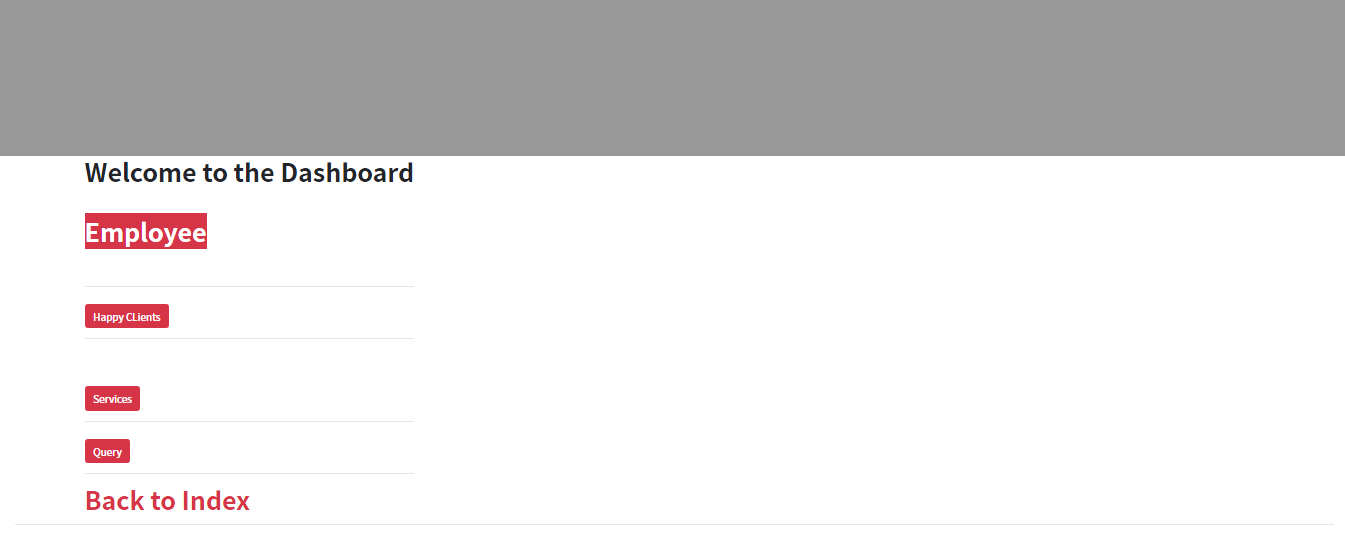 Welcome to the Dashboard
Employee
Happy CLients
Services
Query
Back to Index